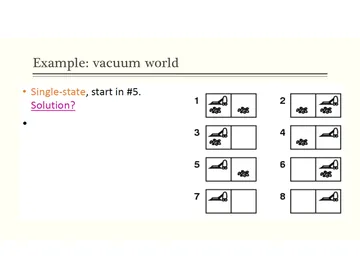 Example: vacuum world
• Single-state, start in #5.
Solution?
•
1 2
3 4
5 6
7 8